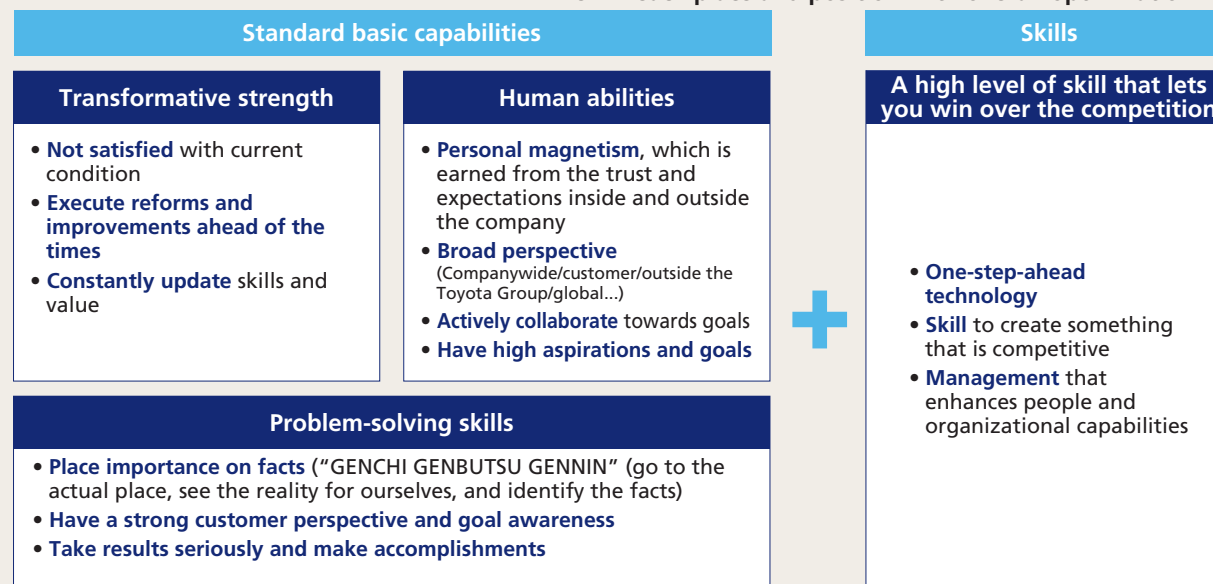 Standard basic capabilities
Transformative strength
• Not satisfied with current
condition
• Execute reforms and
improvements ahead of the
times
• Constantly update skills and
value
Human abilities
• Personal magnetism, which is
earned from the trust and
expectations inside and outside
the company
• Broad perspective
(Companywide/customer/outside the
Toyota Group/global...)
• Actively collaborate towards goals
• Have high aspirations and goals
Problem-solving skills
• Place importance on facts (“GENCHI GENBUTSU GENNIN” (go to the
actual place, see the reality for ourselves, and identify the facts)
• Have a strong customer perspective and goal awareness
• Take results seriously and make accomplishments
+
Skills
A high level of skill that lets
you win over the competition
• One-step-ahead
technology
• Skill to create something
that is competitive
• Management that
enhances people and
organizational capabilities